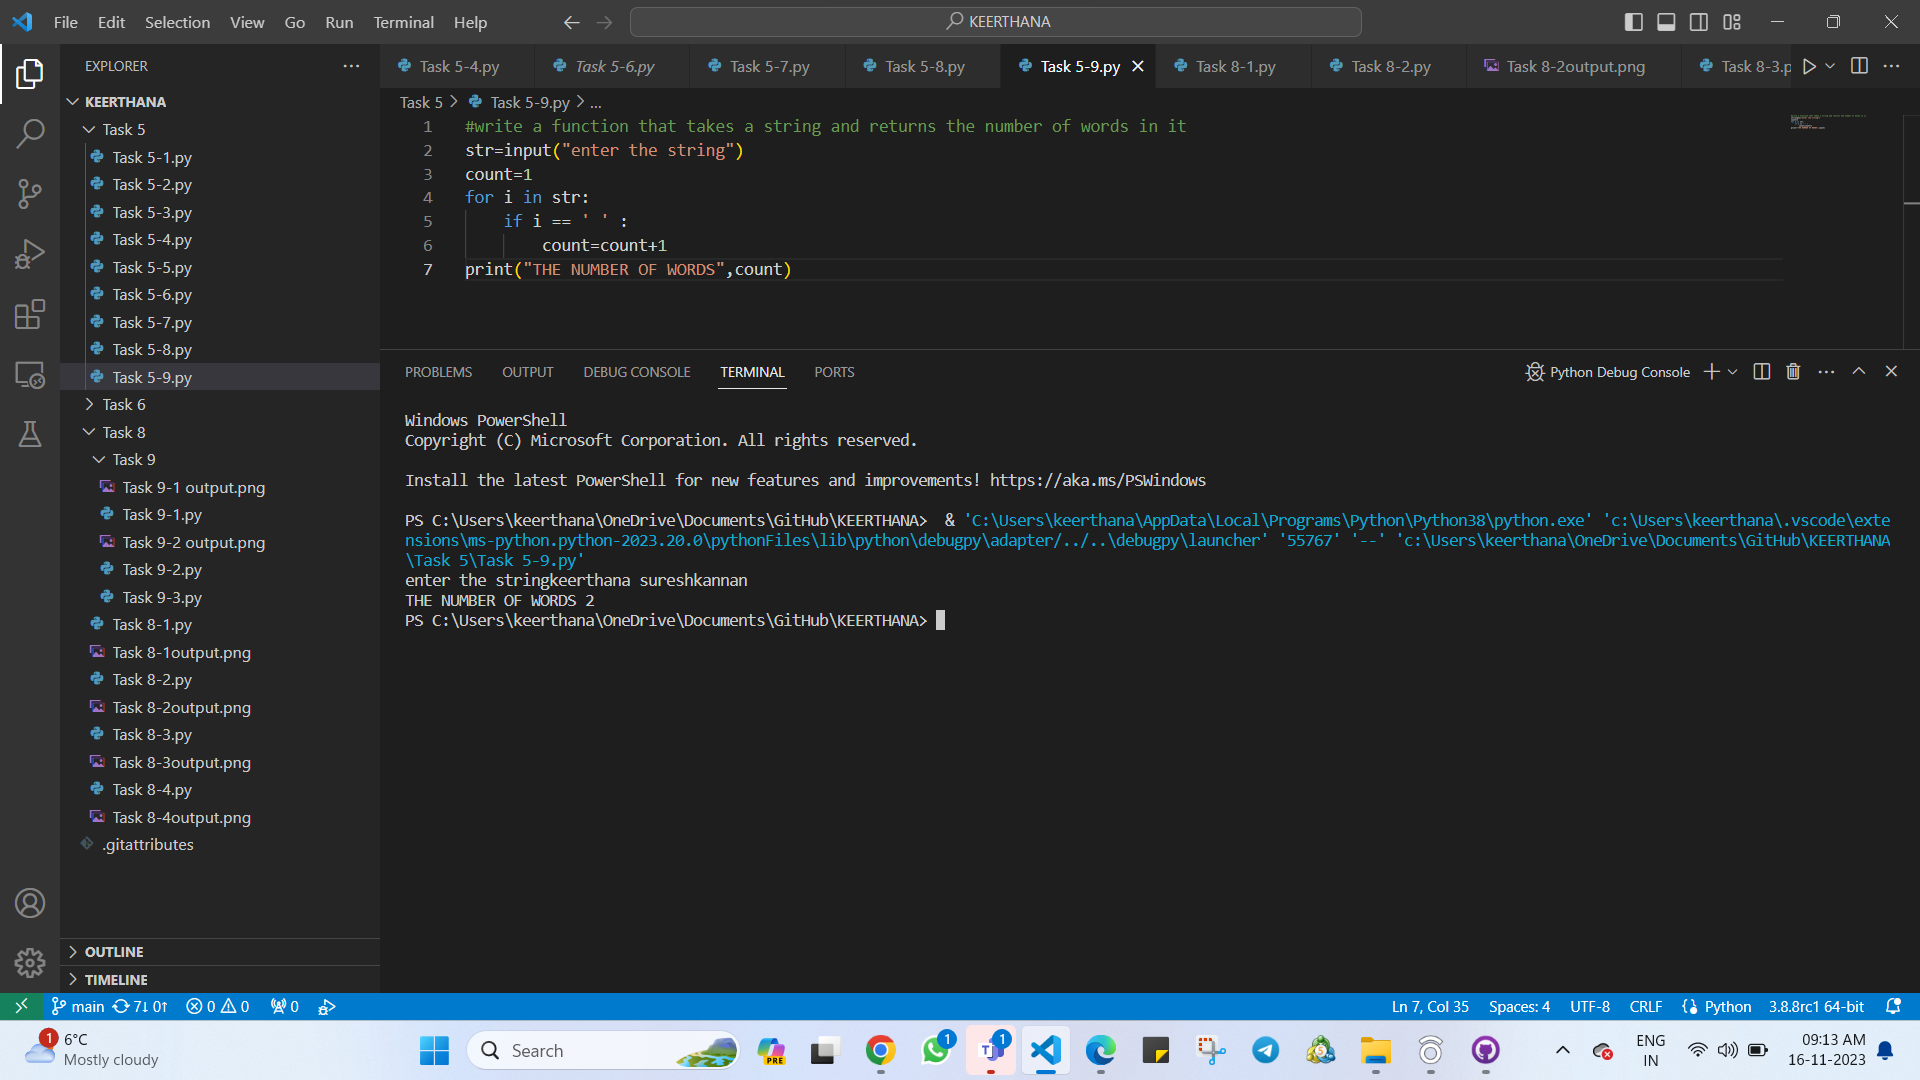 File Edit Selection View Go Run Terminal Help
KEERTHANA
EXPLORER
KEERTHANA
Task 5
Task 5-1.py
Task 5-2.py
Task 5-3.py
Task 5-4.py
Task 5-5.py
Task 5-6.py
Task 5-7.py
Task 5-8.py
Task 5-9.py
Task 6
Task 8
Task 9
Task 9-1 output.png
Task 9-1.py
Task 9-2 output.png
Task 9-2.py
Task 9-3.py
Task 8-1.py
Task 8-1output.png
Task 8-2.py
Task 8-2output.png
Task 8-3.py
Task 8-3output.png
Task 8-4.py
Task 8-4output.png
.gitattributes
OUTLINE
TIMELINE
Task 5-4.py Task 5-6.py Task 5-7.py Task 5-8.py Task 5-9.py Task 8-1.py Task 8-2.py Task 8-2output.png Task 8-3.p
Task 5 > Task 5-9.py > ...
1 #write a function that takes a string and returns the number of words in it
2 str=input("enter the string")
3 count=1
4 for i in str:
5 if i == ' ' :
6 count=count+1
7 print("THE NUMBER OF WORDS",count)
PROBLEMS OUTPUT DEBUG CONSOLE TERMINAL PORTS Python Debug Console
Windows PowerShell
Copyright (C) Microsoft Corporation. All rights reserved.
Install the latest PowerShell for new features and improvements! https://aka.ms/PSWindows
PS C:\Users\keerthana\OneDrive\Documents\GitHub\KEERTHANA> & 'C:\Users\keerthana\AppData\Local\Programs\Python\Python38\python.exe' 'c:\Users\keerthana\.vscode\exte
nsions\ms-python.python-2023.20.0\pythonFiles\lib\python\debugpy\adapter/../..\debugpy\launcher' '55767' '--' 'c:\Users\keerthana\OneDrive\Documents\GitHub\KEERTHANA
\Task 5\Task 5-9.py'
enter the stringkeerthana sureshkannan
THE NUMBER OF WORDS 2
PS C:\Users\keerthana\OneDrive\Documents\GitHub\KEERTHANA>
main 7↓ 0↑ 0 0 0 Ln 7, Col 35 Spaces: 4 UTF-8 CRLF {} Python 3.8.8rc1 64-bit
1 6°C
Mostly cloudy
Search
PRE
1
1
ENG
IN
09:13 AM
16-11-2023